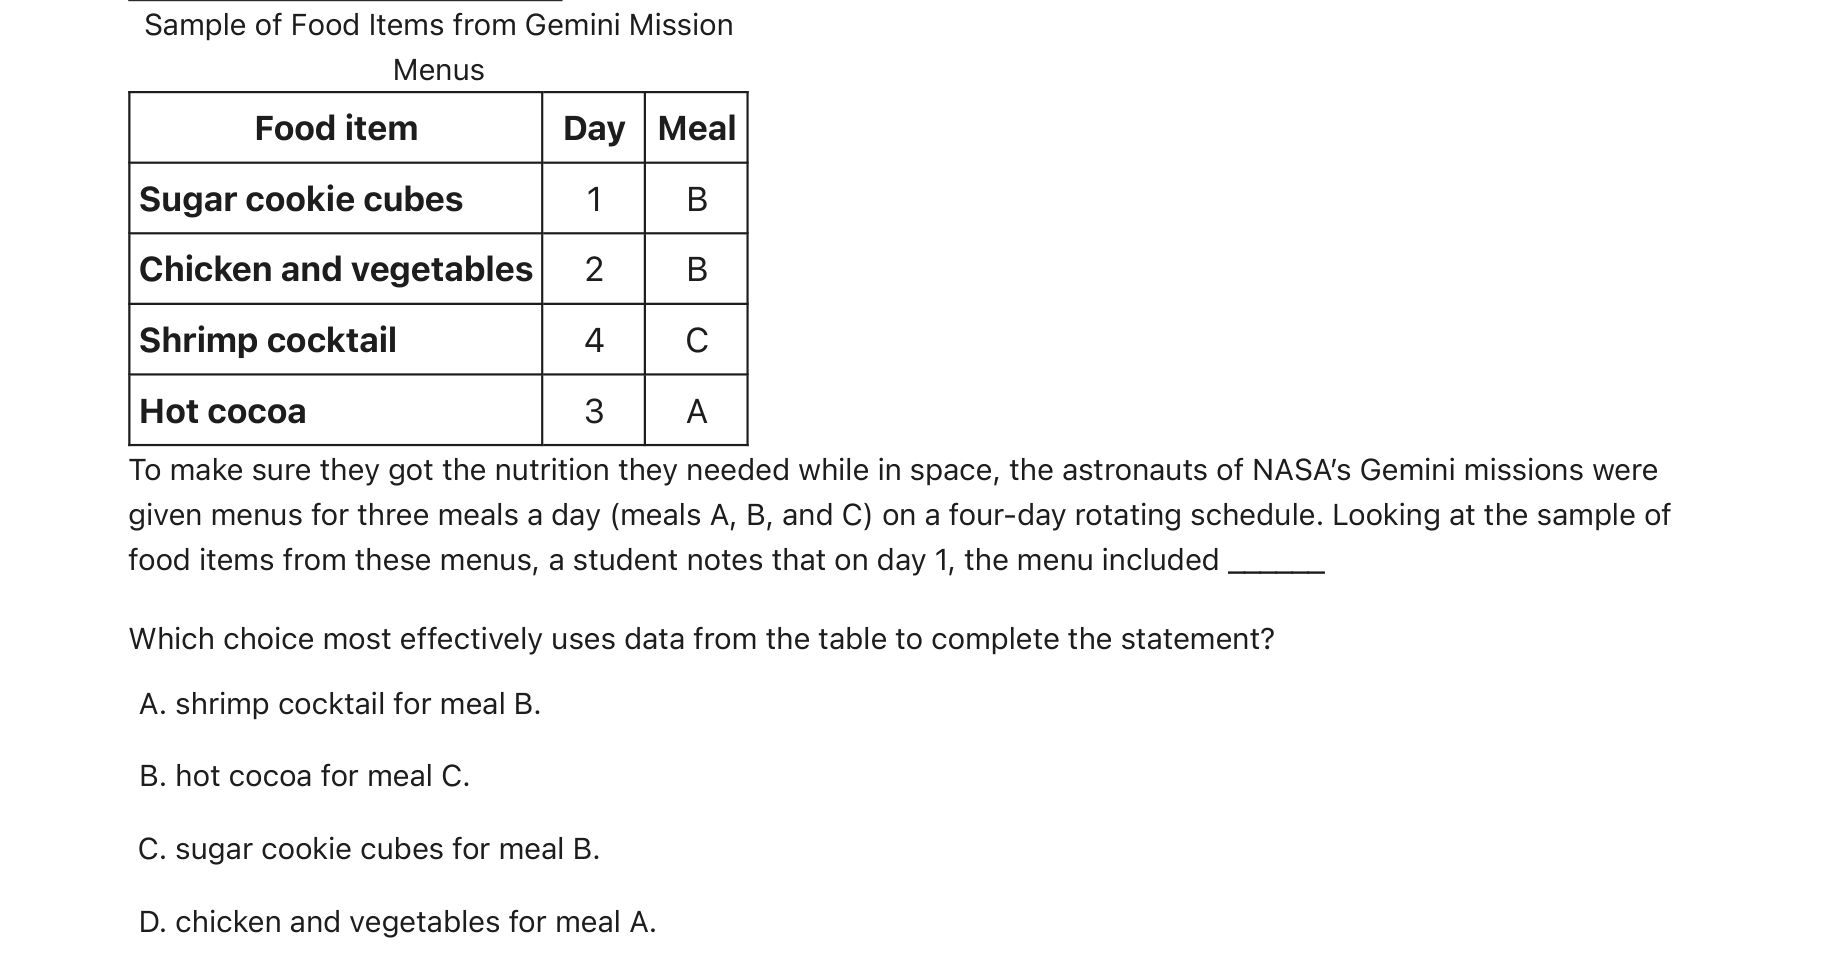 Sample of Food Items from Gemini Mission
Menus
Food item Day Meal
Sugar cookie cubes 1 B
Chicken and vegetables 2 B
Shrimp cocktail 4 C
Hot cocoa 3 A
To make sure they got the nutrition they needed while in space, the astronauts of NASA’s Gemini missions were
given menus for three meals a day (meals A, B, and C) on a four-day rotating schedule. Looking at the sample of
food items from these menus, a student notes that on day 1, the menu included ______
Which choice most effectively uses data from the table to complete the statement?
A. shrimp cocktail for meal B.
B. hot cocoa for meal C.
C. sugar cookie cubes for meal B.
D. chicken and vegetables for meal A.